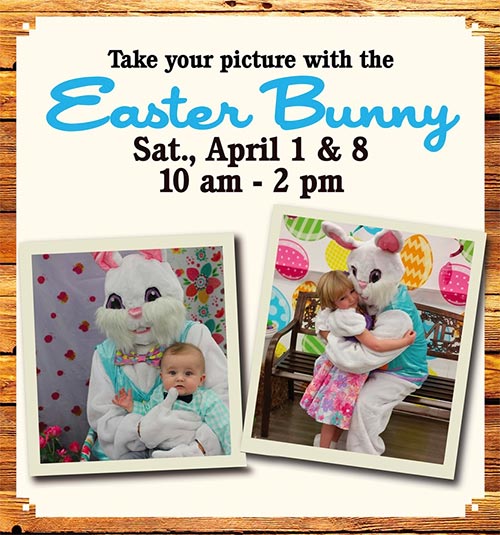 Take your picture with the
Easter Bunny
Sat., April 1 & 8
10 am - 2 pm